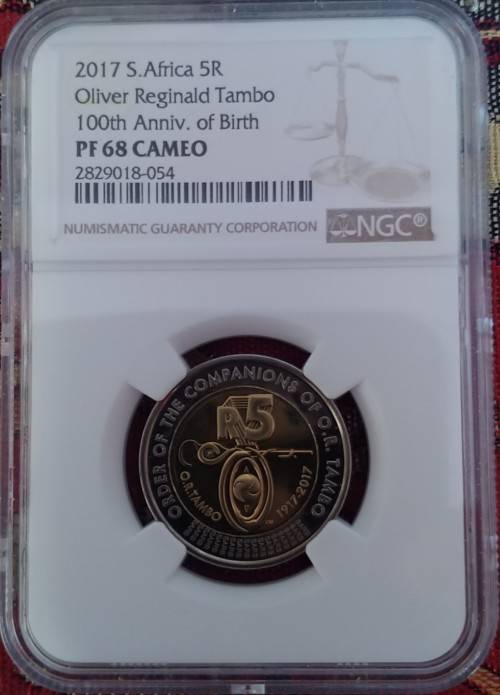 2017 S.Africa 5R
Oliver Reginald Tambo
100th Anniv. of Birth
PF 68 CAMEO
2829018-054
NUMISMATIC GUARANTY CORPORATION
NGC®
ORDER OF THE COMPANIONS OF O.R. TAMBO
R5
O.R.TAMBO
1917-2017